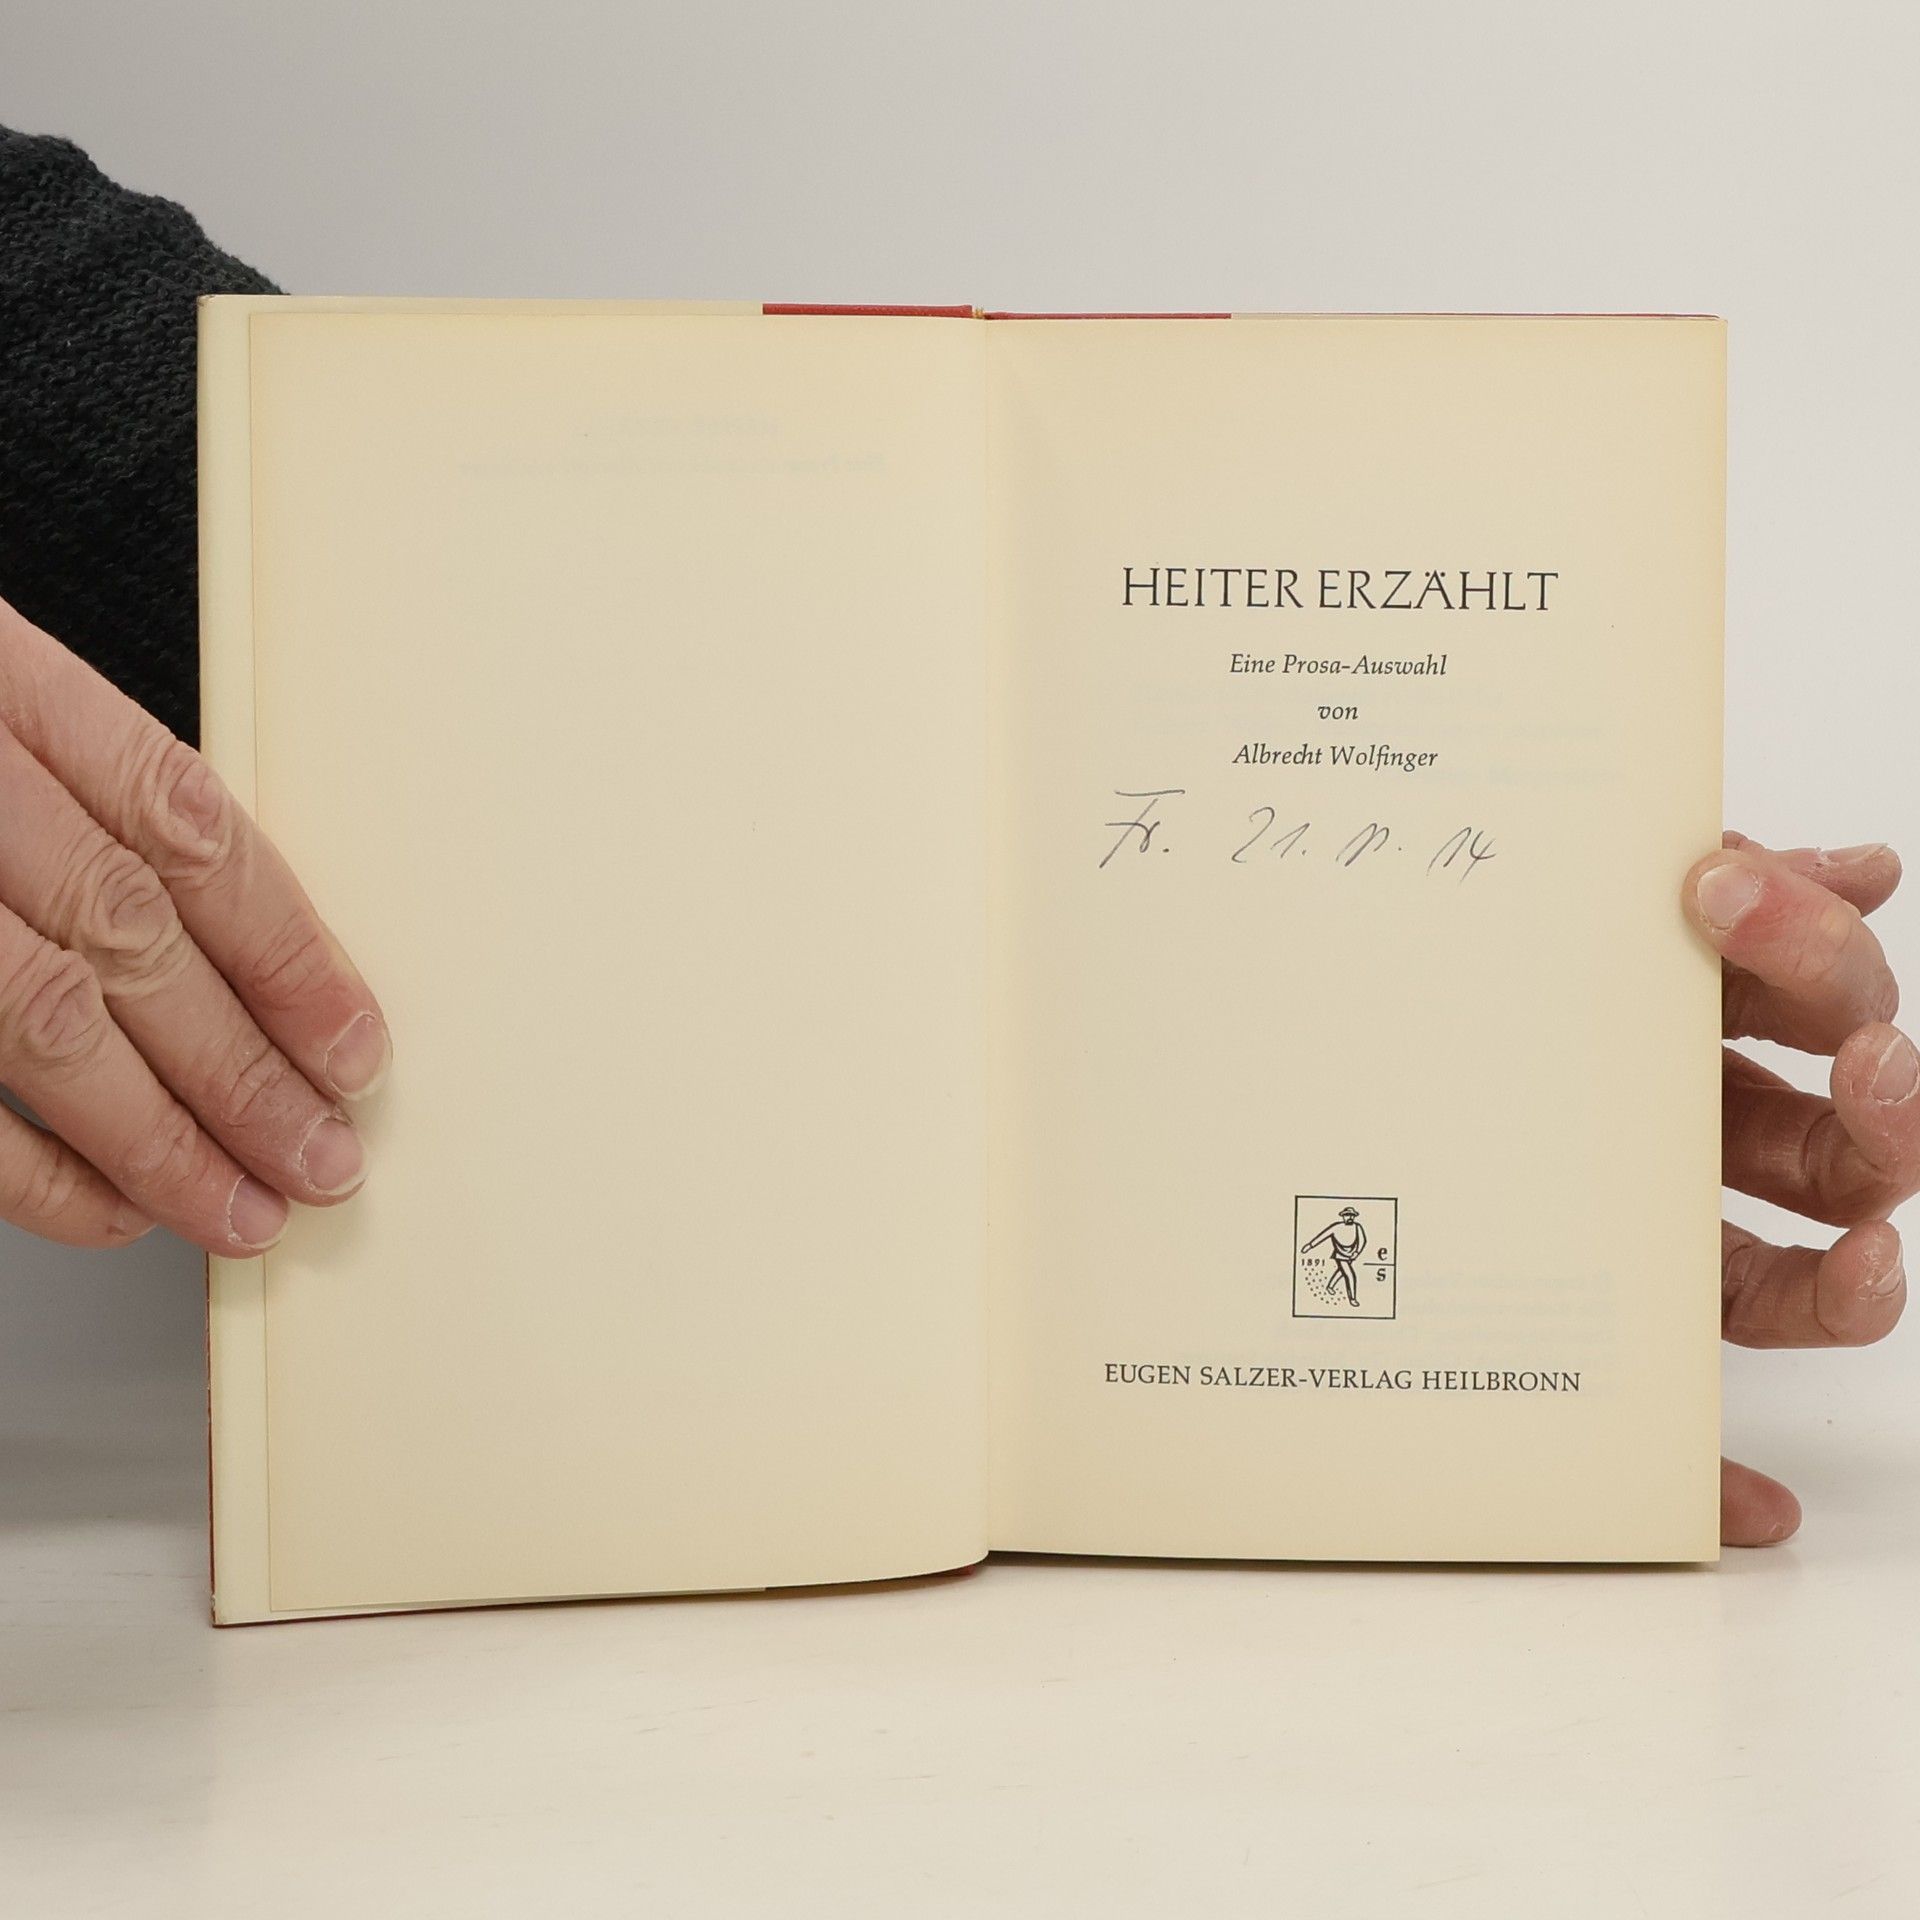 HEITER ERZÄHLT
Eine Prosa-Auswahl
von
Albrecht Wolfinger
Fr. 21. 11. 14
1891
e
s
EUGEN SALZER-VERLAG HEILBRONN